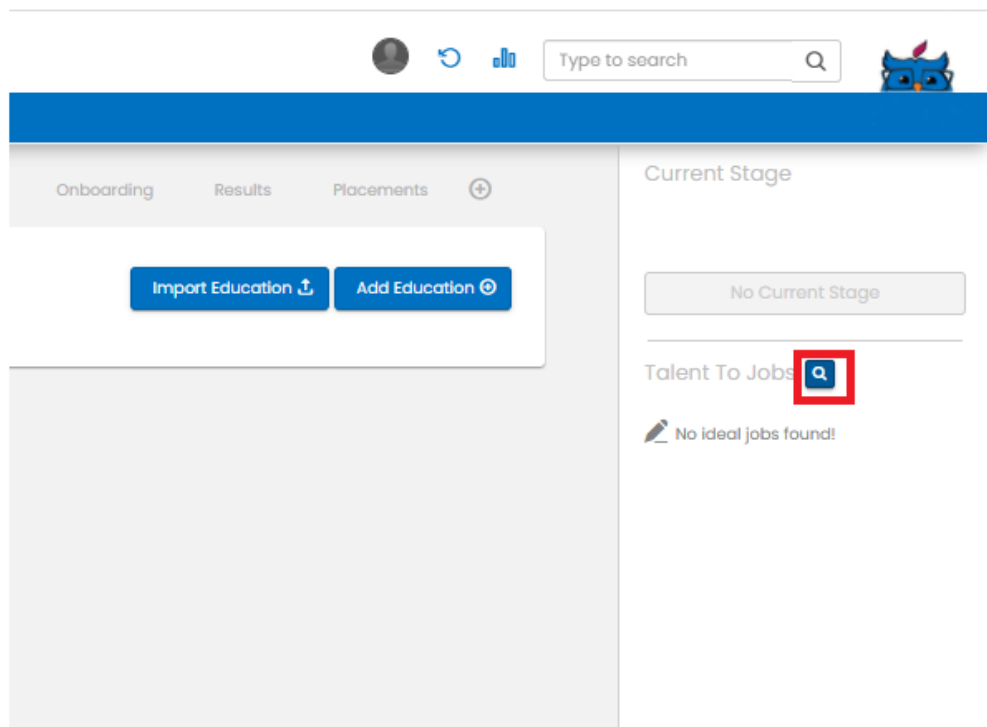 Type to search
Onboarding Results Placements
Current Stage
Import Education Add Education
No Current Stage
Talent To Jobs
No ideal jobs found!